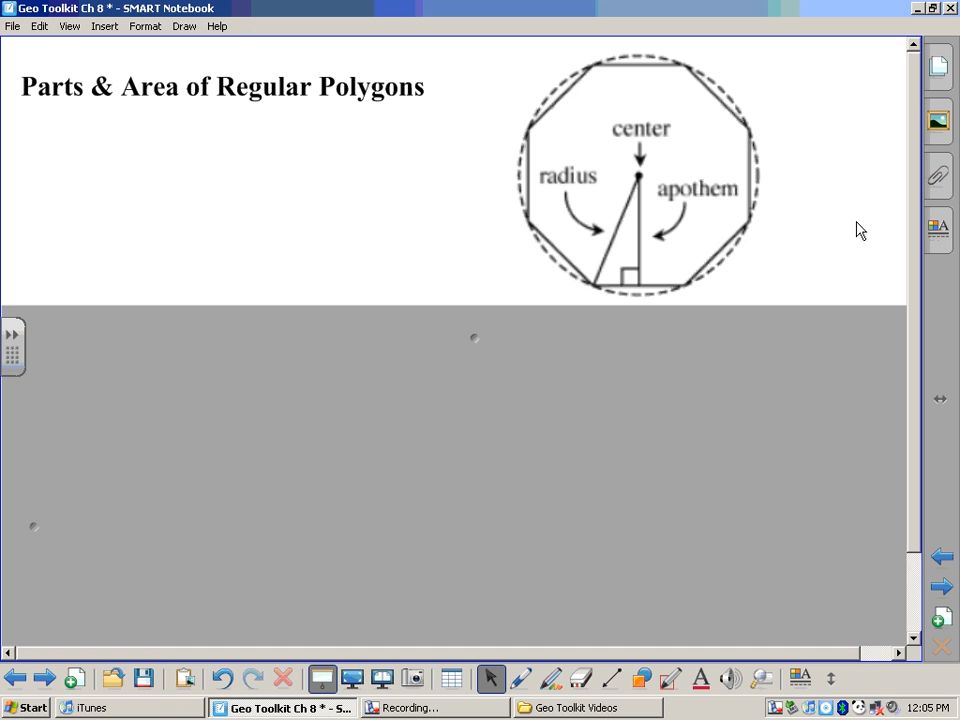 Geo Toolkit Ch 8 * - SMART Notebook
File Edit View Insert Format Draw Help
Parts & Area of Regular Polygons
center
radius
apothem
Start iTunes Geo Toolkit Ch 8 * - S... Recording... Geo Toolkit Videos 12:05 PM